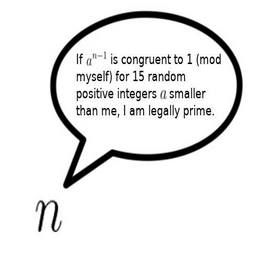 If $a^{n-1}$ is congruent to 1 (mod
myself) for 15 random
positive integers $a$ smaller
than me, I am legally prime.
$n$